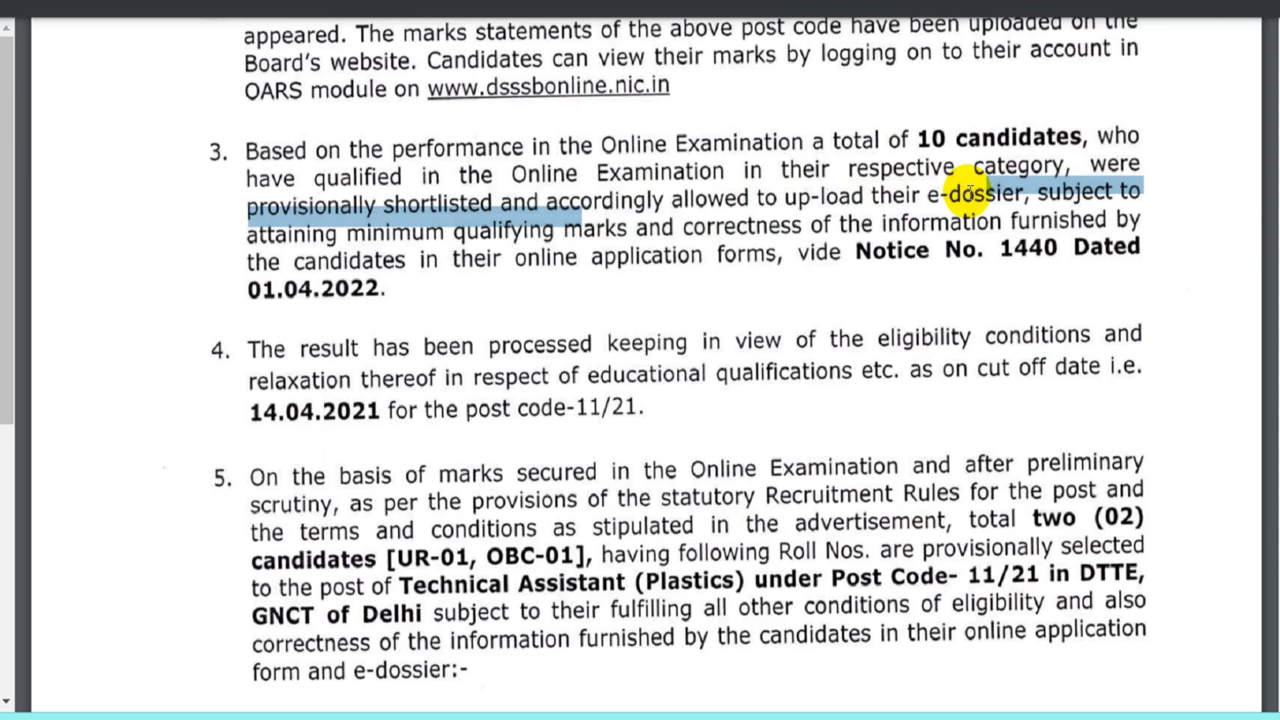 appeared. The marks statements of the above post code have been uploaded on the
Board's website. Candidates can view their marks by logging on to their account in
OARS module on www.dsssbonline.nic.in
3. Based on the performance in the Online Examination a total of 10 candidates, who
have qualified in the Online Examination in their respective category, were
provisionally shortlisted and accordingly allowed to up-load their e-dossier, subject to
attaining minimum qualifying marks and correctness of the information furnished by
the candidates in their online application forms, vide Notice No. 1440 Dated
01.04.2022.
4. The result has been processed keeping in view of the eligibility conditions and
relaxation thereof in respect of educational qualifications etc. as on cut off date i.e.
14.04.2021 for the post code-11/21.
5. On the basis of marks secured in the Online Examination and after preliminary
scrutiny, as per the provisions of the statutory Recruitment Rules for the post and
the terms and conditions as stipulated in the advertisement, total two (02)
candidates [UR-01, OBC-01], having following Roll Nos. are provisionally selected
to the post of Technical Assistant (Plastics) under Post Code- 11/21 in DTTE,
GNCT of Delhi subject to their fulfilling all other conditions of eligibility and also
correctness of the information furnished by the candidates in their online application
form and e-dossier:-